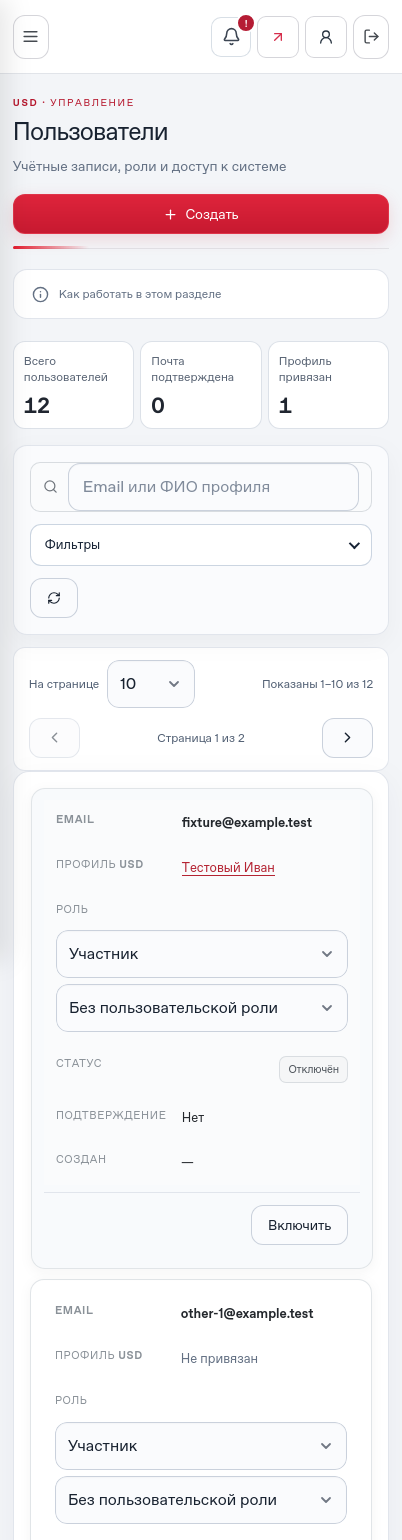 !
USD · УПРАВЛЕНИЕ
Пользователи
Учётные записи, роли и доступ к системе
Создать
Как работать в этом разделе
Всего пользователей
12
Почта подтверждена
0
Профиль привязан
1
Email или ФИО профиля
Фильтры
На странице 10 Показаны 1–10 из 12
Страница 1 из 2
EMAIL fixture@example.test
ПРОФИЛЬ USD Тестовый Иван
РОЛЬ
Участник
Без пользовательской роли
СТАТУС Отключён
ПОДТВЕРЖДЕНИЕ Нет
СОЗДАН —
Включить
EMAIL other-1@example.test
ПРОФИЛЬ USD Не привязан
РОЛЬ
Участник
Без пользовательской роли